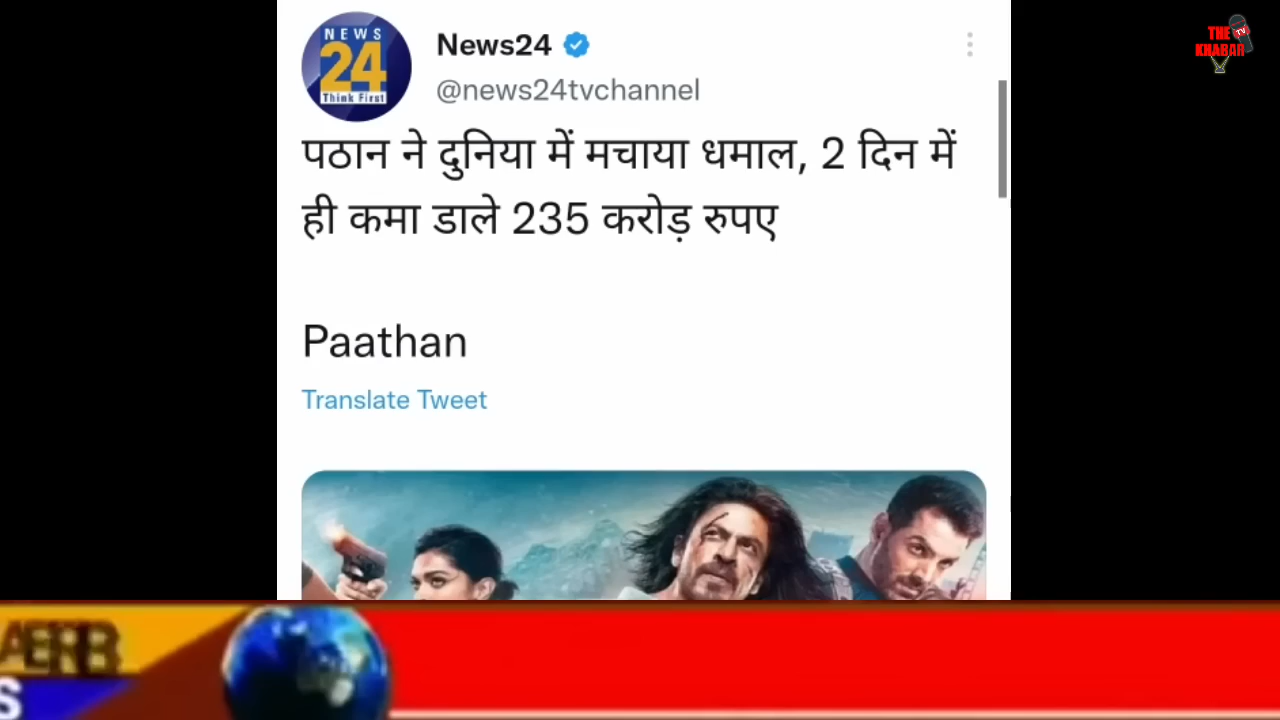 NEWS
24
Think First
News24
@news24tvchannel
THE
KHABAR
TV
पठान ने दुनिया में मचाया धमाल, 2 दिन में
ही कमा डाले 235 करोड़ रुपए
Paathan
Translate Tweet
S